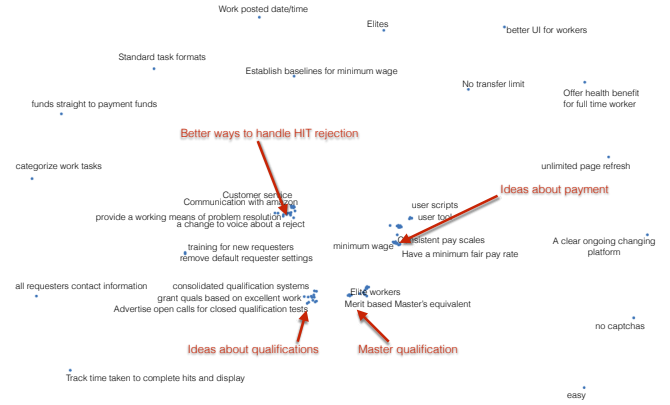 Work posted date/time
Elites
better UI for workers
Standard task formats
Establish baselines for minimum wage
No transfer limit
Offer health benefit
for full time worker
funds straight to payment funds
Better ways to handle HIT rejection
categorize work tasks
unlimited page refresh
Ideas about payment
Customer service
Communication with amazon
user scripts
provide a working means of problem resolution
user tool
a change to voice about a reject
Consistent pay scales
A clear ongoing changing
platform
training for new requesters
minimum wage
remove default requester settings
Have a minimum fair pay rate
all requesters contact information
consolidated qualification systems
Elite workers
grant quals based on excellent work
Merit based Master's equivalent
Advertise open calls for closed qualification tests
no captchas
Ideas about qualifications
Master qualification
Track time taken to complete hits and display
easy